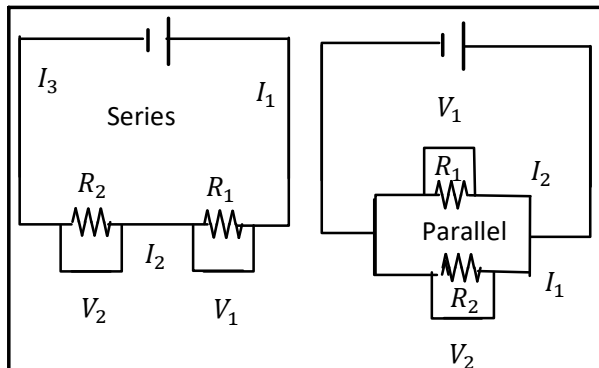 I₃
I₁
Series
R₂
R₁
I₂
V₂
V₁
V₁
R₁
I₂
Parallel
R₂
I₁
V₂